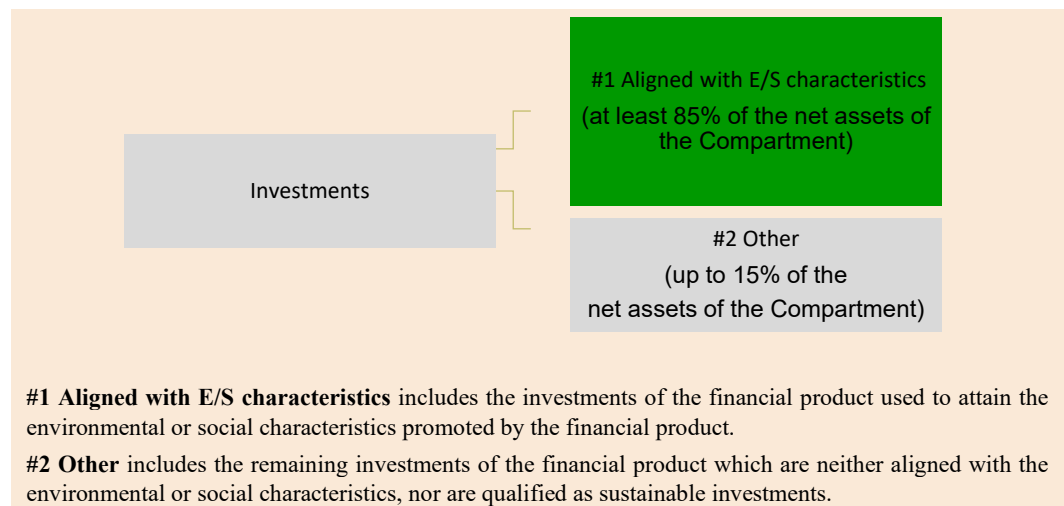 #1 Aligned with E/S characteristics
(at least 85% of the net assets of
the Compartment)
Investments
#2 Other
(up to 15% of the
net assets of the Compartment)
#1 Aligned with E/S characteristics includes the investments of the financial product used to attain the
environmental or social characteristics promoted by the financial product.
#2 Other includes the remaining investments of the financial product which are neither aligned with the
environmental or social characteristics, nor are qualified as sustainable investments.